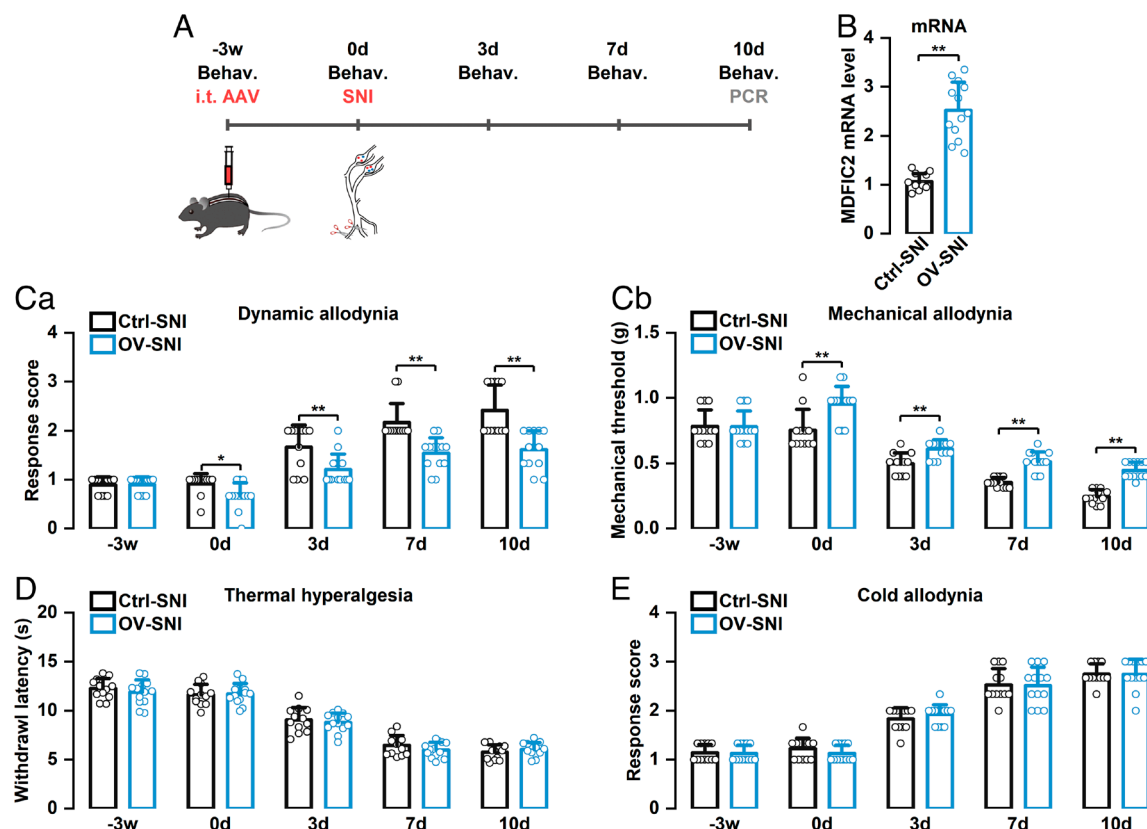 A
-3w 0d 3d 7d 10d
Behav. Behav. Behav. Behav. Behav.
i.t. AAV SNI PCR
B
mRNA
**
MDFIC2 mRNA level
4
3
2
1
0
Ctrl-SNI
OV-SNI
Ca
Dynamic allodynia
Ctrl-SNI
OV-SNI
Response score
4
3
2
1
0
* ** ** **
-3w 0d 3d 7d 10d
Cb
Mechanical allodynia
Ctrl-SNI
OV-SNI
Mechanical threshold (g)
1.5
1.0
0.5
0.0
** ** ** **
-3w 0d 3d 7d 10d
D
Thermal hyperalgesia
Ctrl-SNI
OV-SNI
Withdrawl latency (s)
20
15
10
5
0
-3w 0d 3d 7d 10d
E
Cold allodynia
Ctrl-SNI
OV-SNI
Response score
4
3
2
1
0
-3w 0d 3d 7d 10d